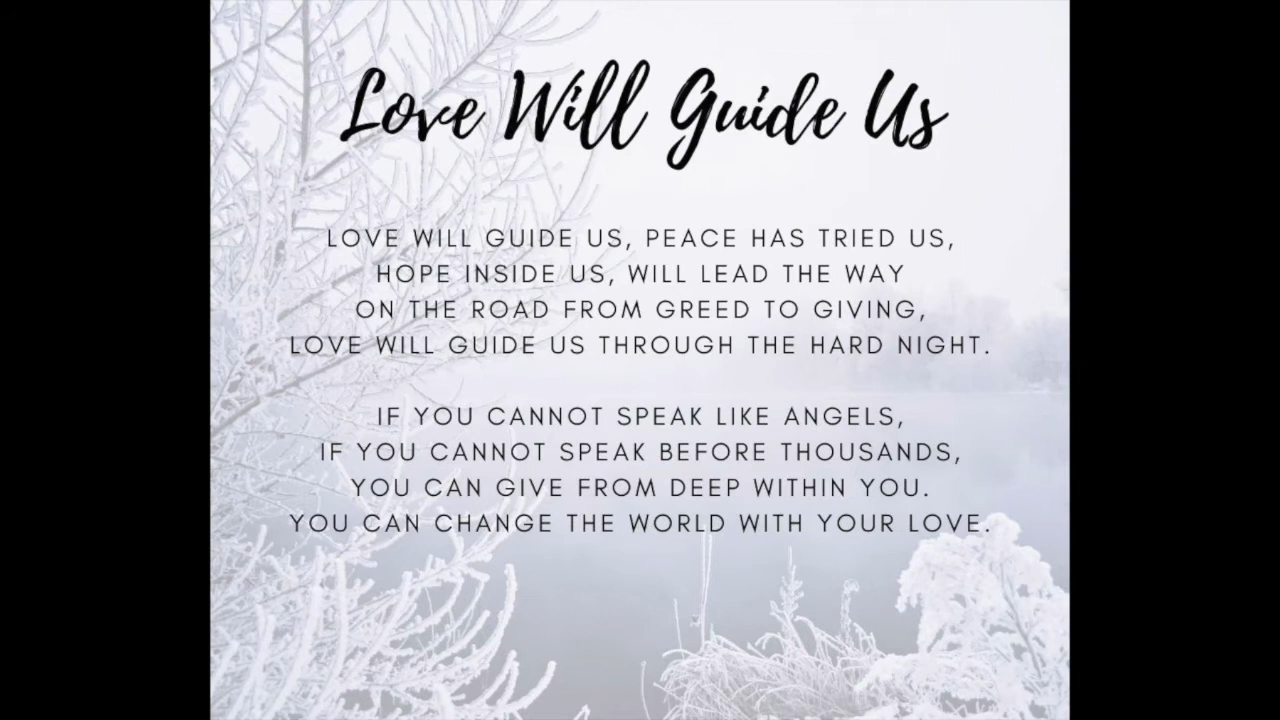 Love Will Guide Us
LOVE WILL GUIDE US, PEACE HAS TRIED US,
HOPE INSIDE US, WILL LEAD THE WAY
ON THE ROAD FROM GREED TO GIVING,
LOVE WILL GUIDE US THROUGH THE HARD NIGHT.
IF YOU CANNOT SPEAK LIKE ANGELS,
IF YOU CANNOT SPEAK BEFORE THOUSANDS,
YOU CAN GIVE FROM DEEP WITHIN YOU.
YOU CAN CHANGE THE WORLD WITH YOUR LOVE.